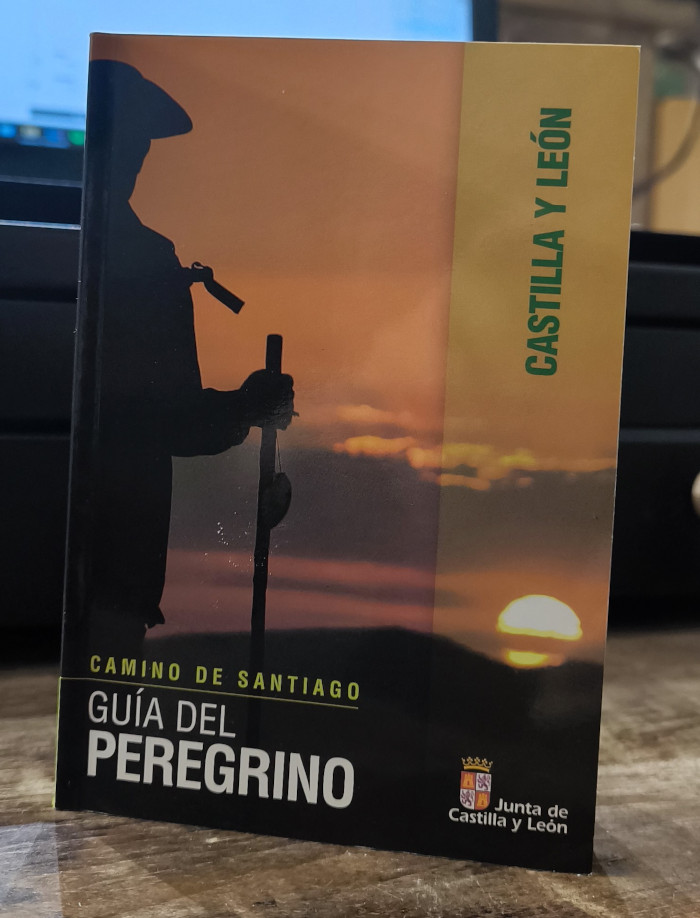 CASTILLA Y LEÓN
CAMINO DE SANTIAGO
GUÍA DEL
PEREGRINO
Junta de
Castilla y León